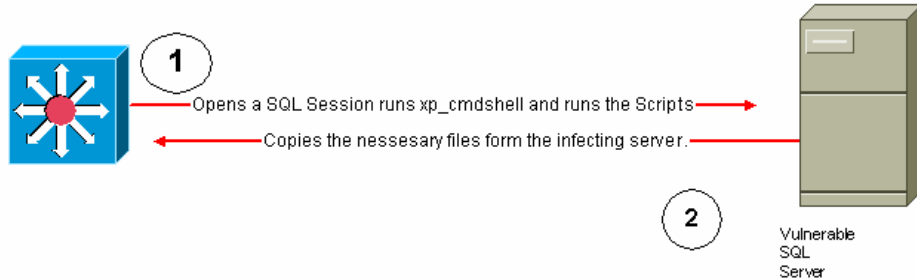 1
Opens a SQL Session runs xp_cmdshell and runs the Scripts
Copies the nessesary files form the infecting server.
2
Vulnerable
SQL
Server